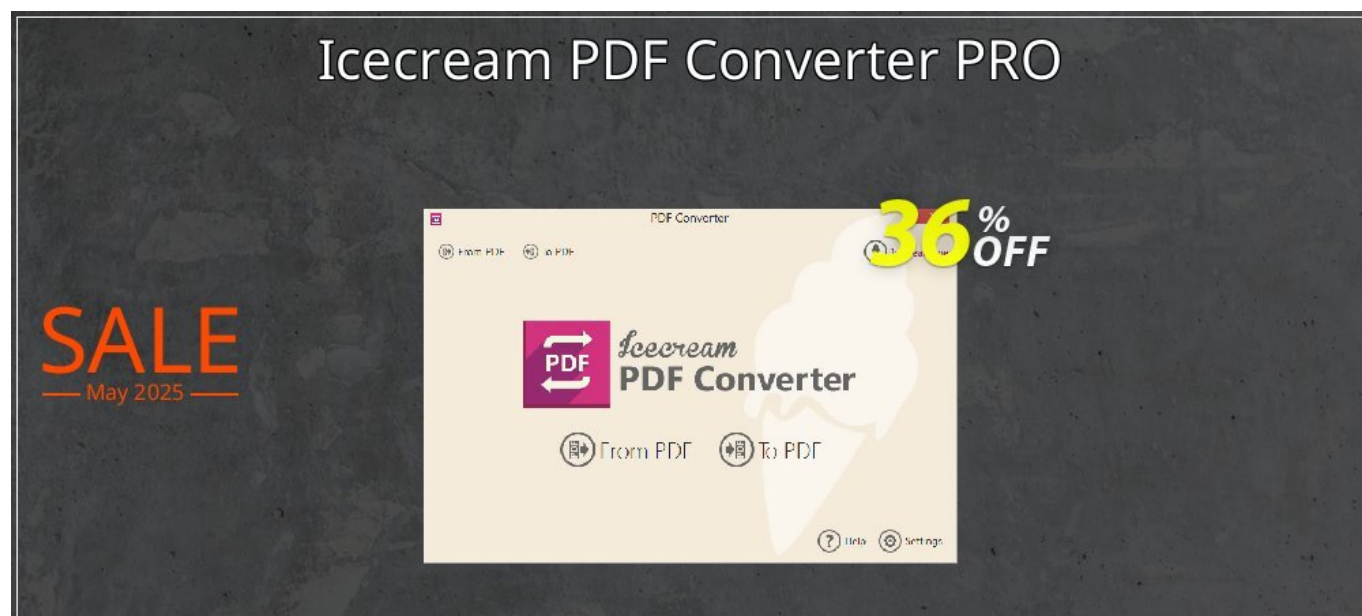 Icecream PDF Converter PRO
PDF Converter
36% OFF
From PDF To PDF
SALE
May 2025
PDF
Icecream
PDF Converter
From PDF To PDF
? Help Settings